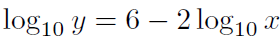 log₁₀ y = 6 − 2 log₁₀ x